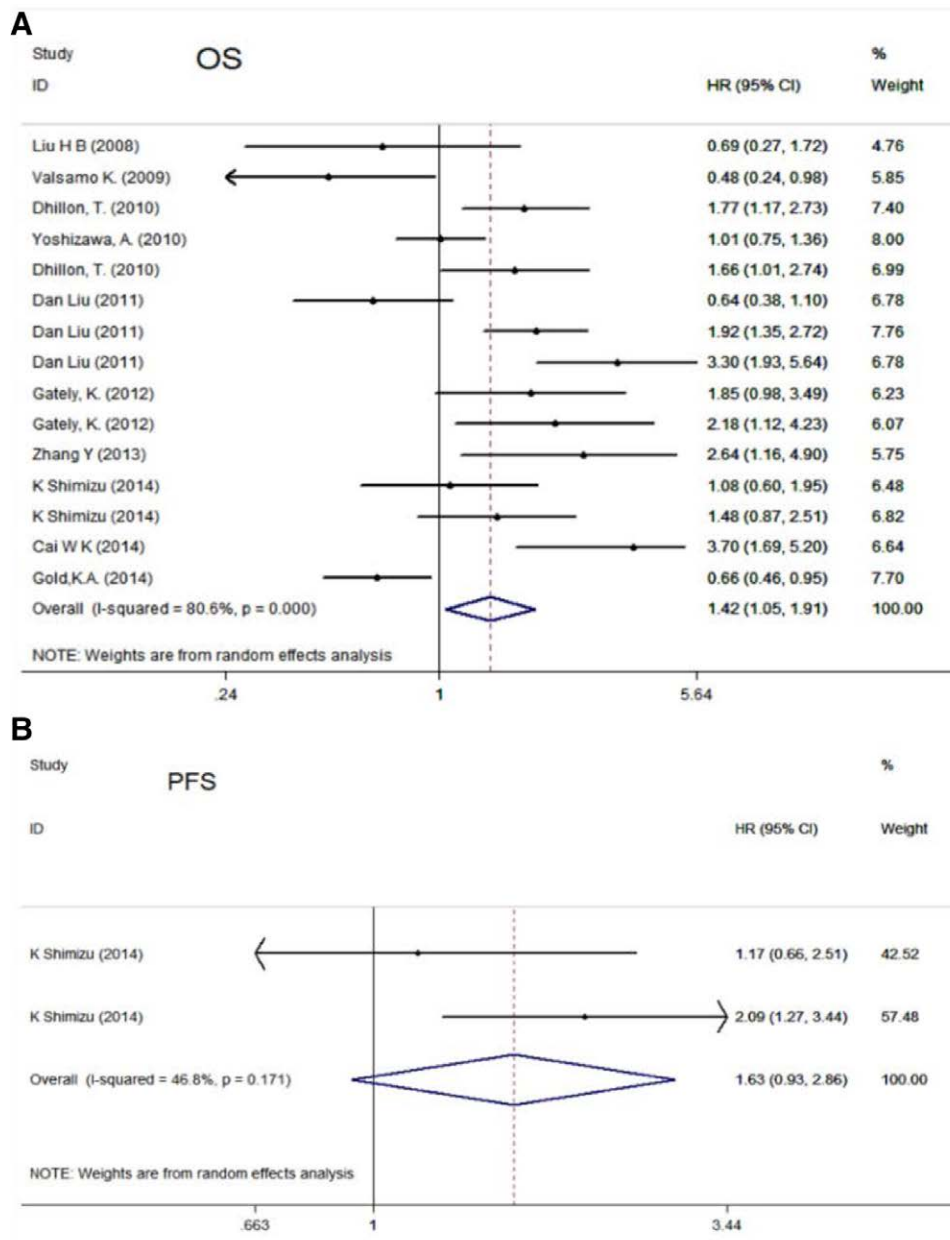 A
Study OS %
ID HR (95% CI) Weight
Liu H B (2008) 0.69 (0.27, 1.72) 4.76
Valsamo K. (2009) 0.48 (0.24, 0.98) 5.85
Dhillon, T. (2010) 1.77 (1.17, 2.73) 7.40
Yoshizawa, A. (2010) 1.01 (0.75, 1.36) 8.00
Dhillon, T. (2010) 1.66 (1.01, 2.74) 6.99
Dan Liu (2011) 0.64 (0.38, 1.10) 6.78
Dan Liu (2011) 1.92 (1.35, 2.72) 7.76
Dan Liu (2011) 3.30 (1.93, 5.64) 6.78
Gately, K. (2012) 1.85 (0.98, 3.49) 6.23
Gately, K. (2012) 2.18 (1.12, 4.23) 6.07
Zhang Y (2013) 2.64 (1.16, 4.90) 5.75
K Shimizu (2014) 1.08 (0.60, 1.95) 6.48
K Shimizu (2014) 1.48 (0.87, 2.51) 6.82
Cai W K (2014) 3.70 (1.69, 5.20) 6.64
Gold,K.A. (2014) 0.66 (0.46, 0.95) 7.70
Overall (I-squared = 80.6%, p = 0.000) 1.42 (1.05, 1.91) 100.00
NOTE: Weights are from random effects analysis
.24 1 5.64
B
Study PFS %
ID HR (95% CI) Weight
K Shimizu (2014) 1.17 (0.66, 2.51) 42.52
K Shimizu (2014) 2.09 (1.27, 3.44) 57.48
Overall (I-squared = 46.8%, p = 0.171) 1.63 (0.93, 2.86) 100.00
NOTE: Weights are from random effects analysis
.663 1 3.44